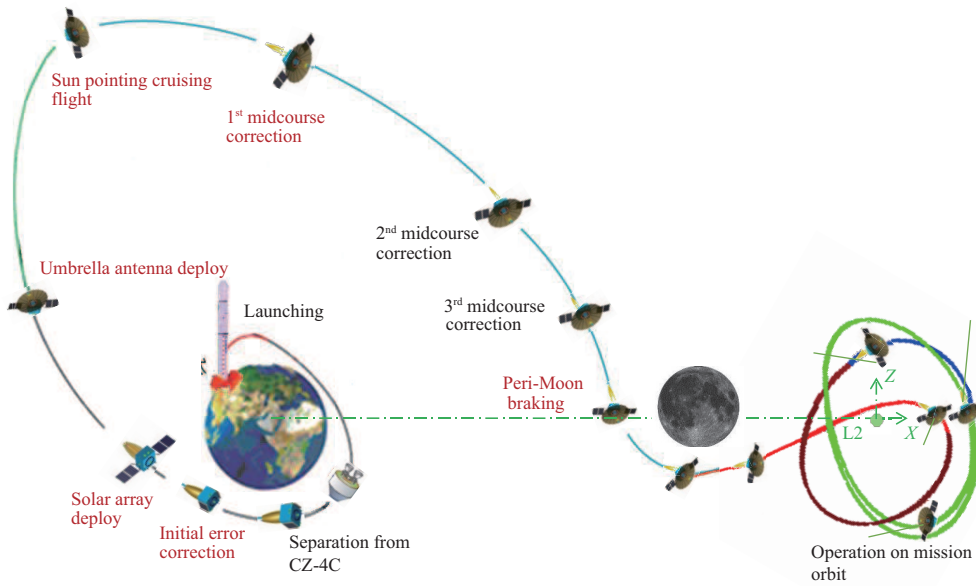 Sun pointing cruising
flight
1st midcourse
correction
2nd midcourse
correction
Umbrella antenna deploy
Launching
3rd midcourse
correction
Peri-Moon
braking
Z
L2
X
Solar array
deploy
Initial error
correction
Separation from
CZ-4C
Operation on mission
orbit